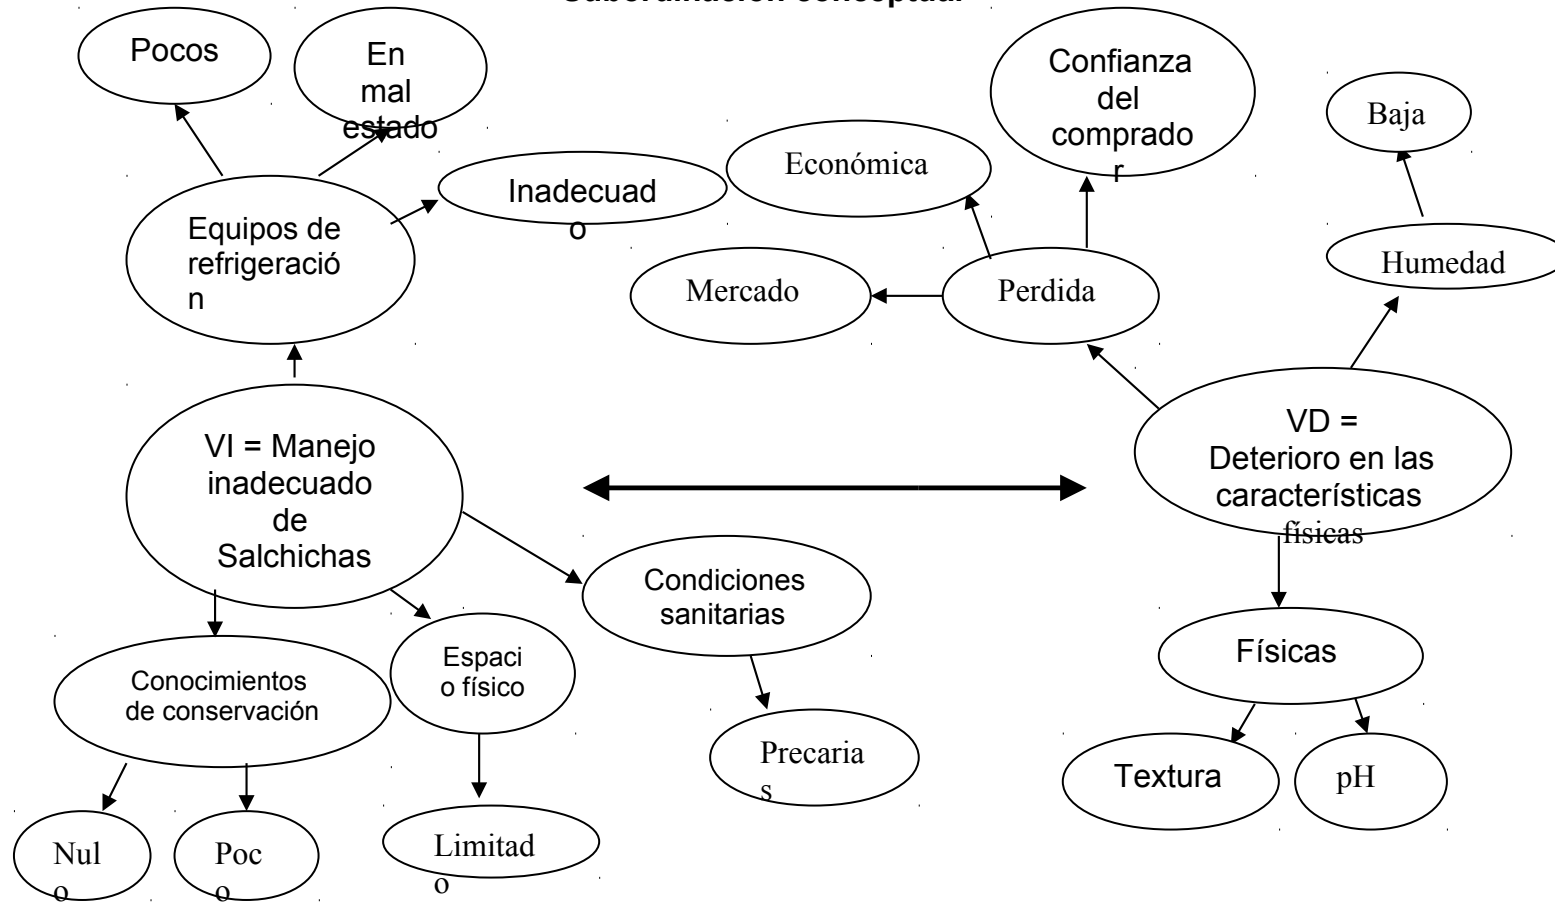 Subordinación conceptual
Pocos
En
mal
estado
Confianza
del
comprado
r
Baja
Económica
Inadecuad
o
Equipos de
refrigeració
n
Humedad
Mercado
Perdida
VI = Manejo
inadecuado
de
Salchichas
VD =
Deterioro en las
características
físicas
Condiciones
sanitarias
Espaci
o físico
Físicas
Conocimientos
de conservación
Precaria
s
Textura
pH
Nul
o
Poc
o
Limitad
o